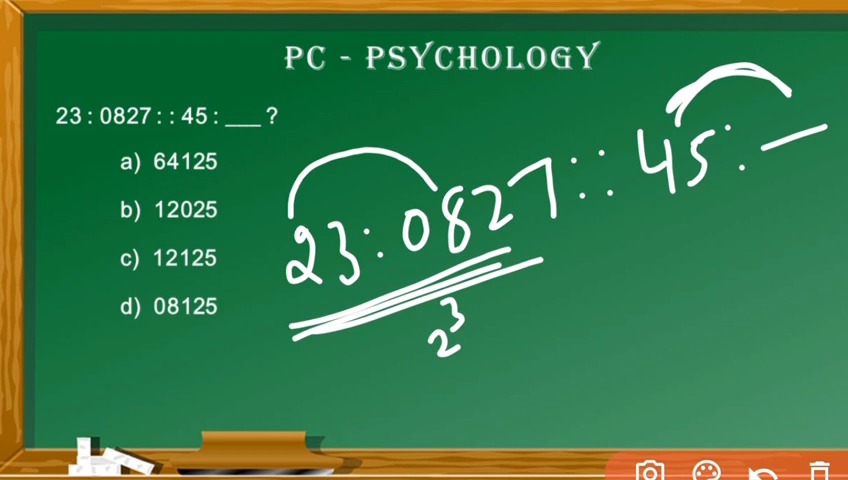 PC - PSYCHOLOGY
23 : 0827 : : 45 : ___ ?
a) 64125
b) 12025
c) 12125
d) 08125
23 : 0827 :: 45 : —
2³